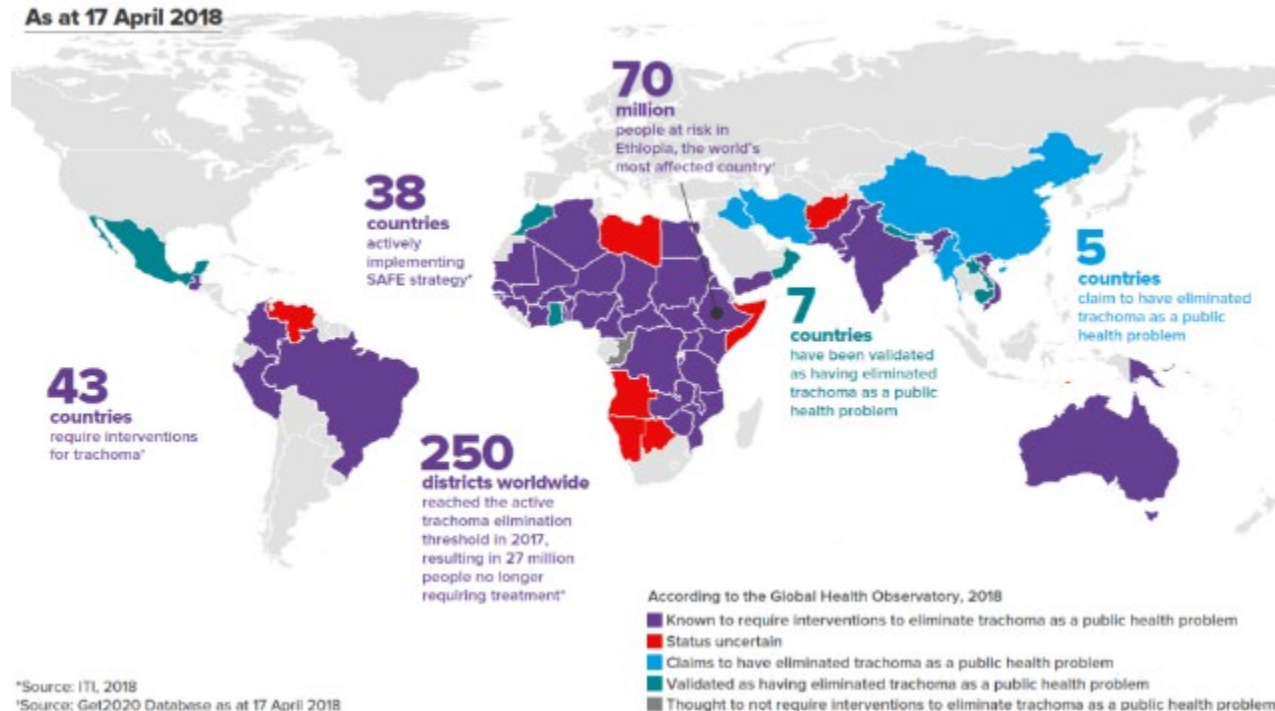 As at 17 April 2018
70
million
people at risk in
Ethiopia, the world's
most affected country'
38
countries
actively
implementing
SAFE strategy*
5
countries
claim to have eliminated
trachoma as a public
health problem
7
countries
have been validated
as having eliminated
trachoma as a public
health problem
43
countries
require interventions
for trachoma*
250
districts worldwide
reached the active
trachoma elimination
threshold in 2017,
resulting in 27 million
people no longer
requiring treatment*
According to the Global Health Observatory, 2018
Known to require interventions to eliminate trachoma as a public health problem
Status uncertain
Claims to have eliminated trachoma as a public health problem
Validated as having eliminated trachoma as a public health problem
Thought to not require interventions to eliminate trachoma as a public health problem
*Source: ITI, 2018
'Source: Get2020 Database as at 17 April 2018